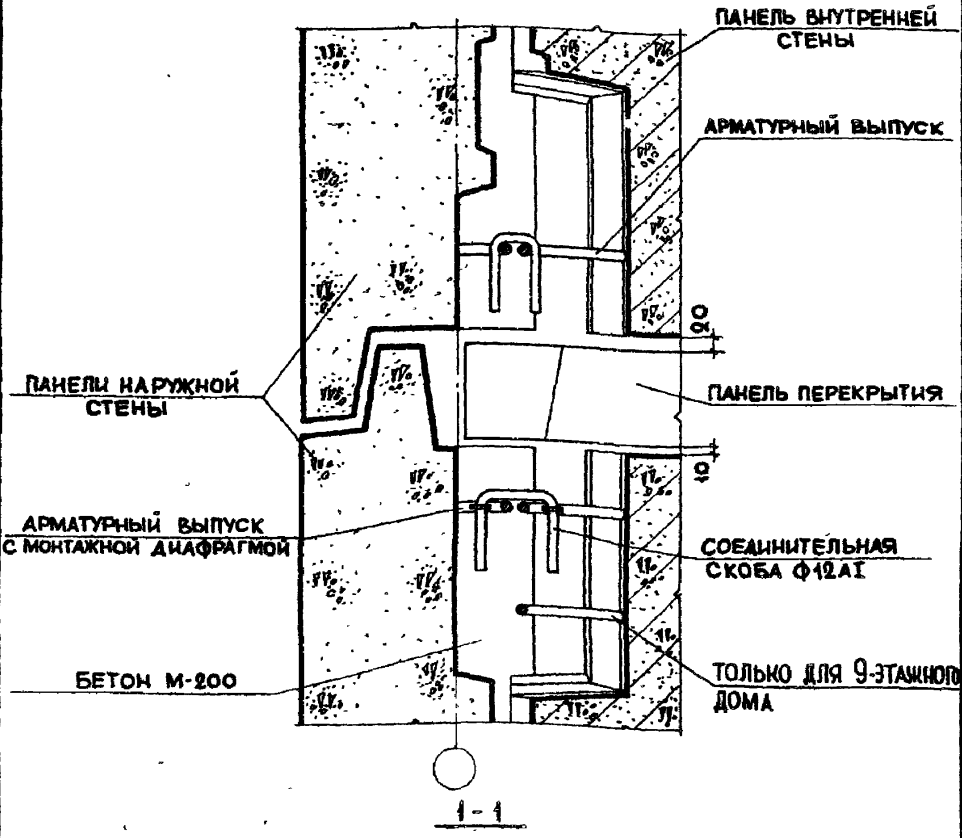 ПАНЕЛЬ ВНУТРЕННЕЙ
СТЕНЫ
АРМАТУРНЫЙ ВЫПУСК
20
ПАНЕЛИ НАРУЖНОЙ
СТЕНЫ
ПАНЕЛЬ ПЕРЕКРЫТИЯ
10
АРМАТУРНЫЙ ВЫПУСК
С МОНТАЖНОЙ ДИАФРАГМОЙ
СОЕДИНИТЕЛЬНАЯ
СКОБА Ф12АI
БЕТОН М-200
ТОЛЬКО ДЛЯ 9-ЭТАЖНОГО
ДОМА
1-1